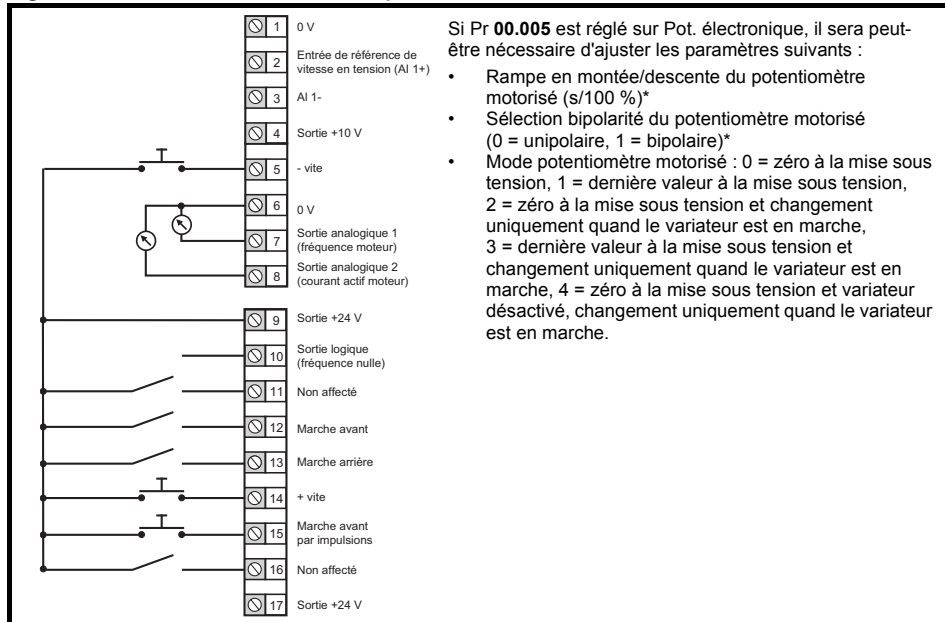 1 0 V
2 Entrée de référence de
vitesse en tension (AI 1+)
3 AI 1-
4 Sortie +10 V
5 - vite
6 0 V
7 Sortie analogique 1
(fréquence moteur)
8 Sortie analogique 2
(courant actif moteur)
9 Sortie +24 V
10 Sortie logique
(fréquence nulle)
11 Non affecté
12 Marche avant
13 Marche arrière
14 + vite
15 Marche avant
par impulsions
16 Non affecté
17 Sortie +24 V
Si Pr 00.005 est réglé sur Pot. électronique, il sera peut-
être nécessaire d'ajuster les paramètres suivants :
• Rampe en montée/descente du potentiomètre
motorisé (s/100 %)*
• Sélection bipolarité du potentiomètre motorisé
(0 = unipolaire, 1 = bipolaire)*
• Mode potentiomètre motorisé : 0 = zéro à la mise sous
tension, 1 = dernière valeur à la mise sous tension,
2 = zéro à la mise sous tension et changement
uniquement quand le variateur est en marche,
3 = dernière valeur à la mise sous tension et
changement uniquement quand le variateur est en
marche, 4 = zéro à la mise sous tension et variateur
désactivé, changement uniquement quand le variateur
est en marche.